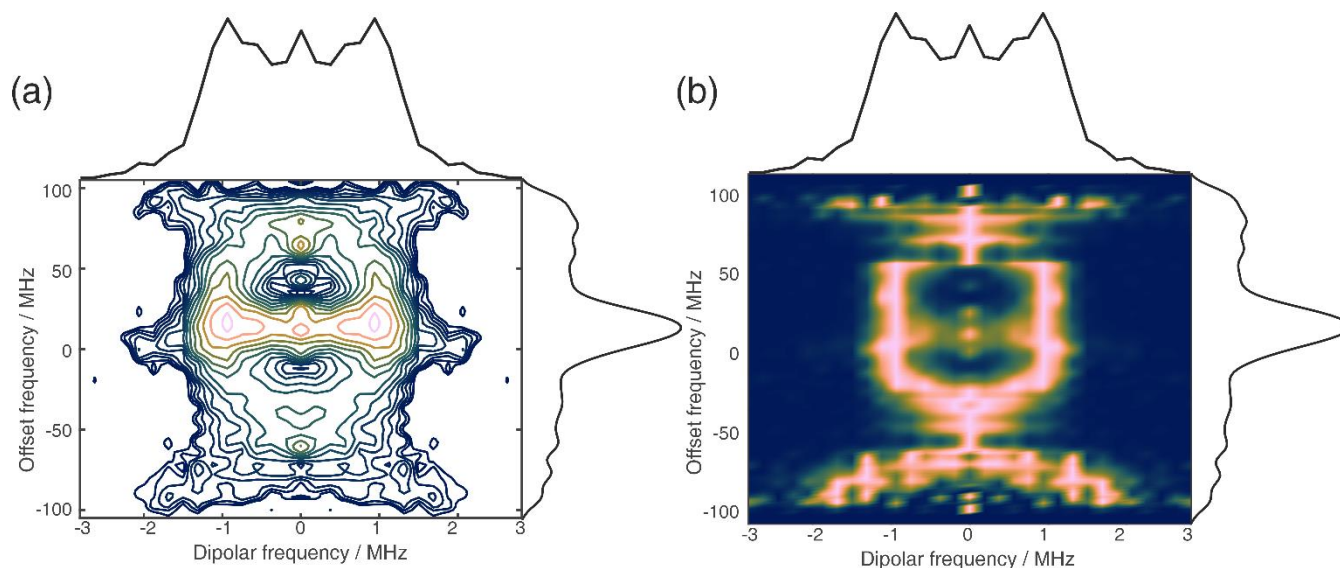 (a)
100
50
0
-50
-100
Offset frequency / MHz
-3 -2 -1 0 1 2 3
Dipolar frequency / MHz
(b)
100
50
0
-50
-100
Offset frequency / MHz
-3 -2 -1 0 1 2 3
Dipolar frequency / MHz